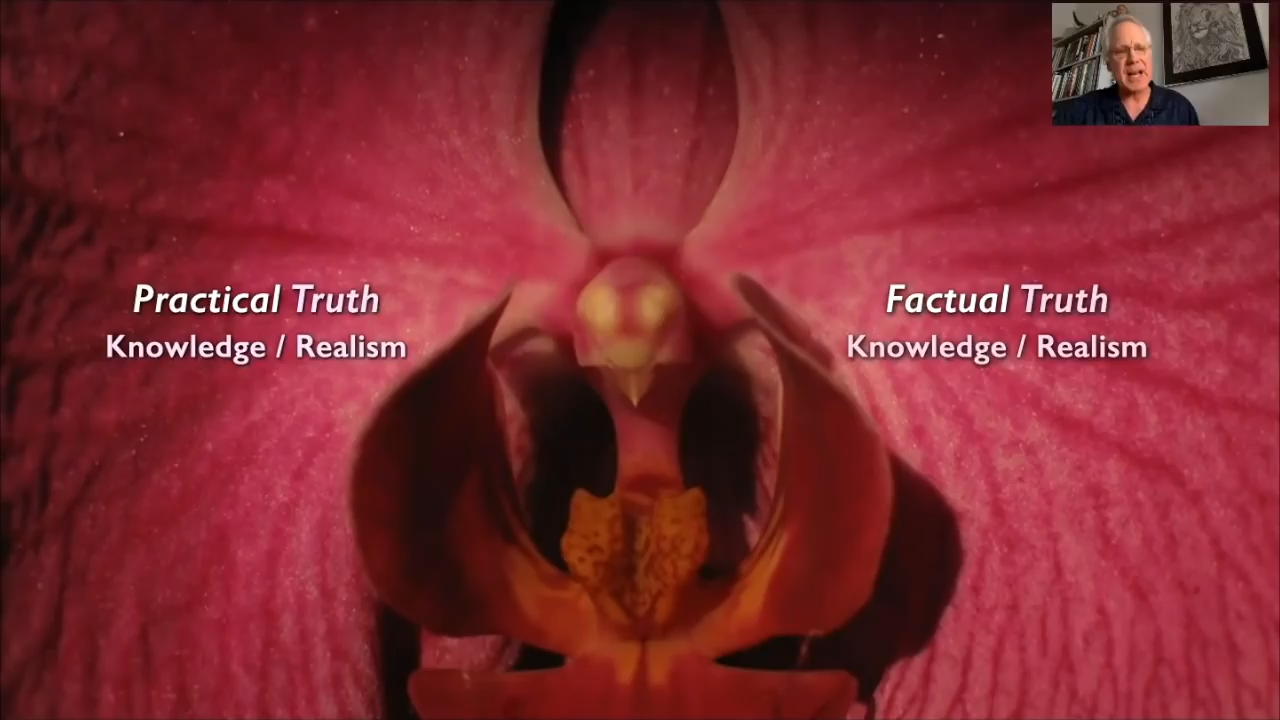 Practical Truth
Knowledge / Realism
Factual Truth
Knowledge / Realism